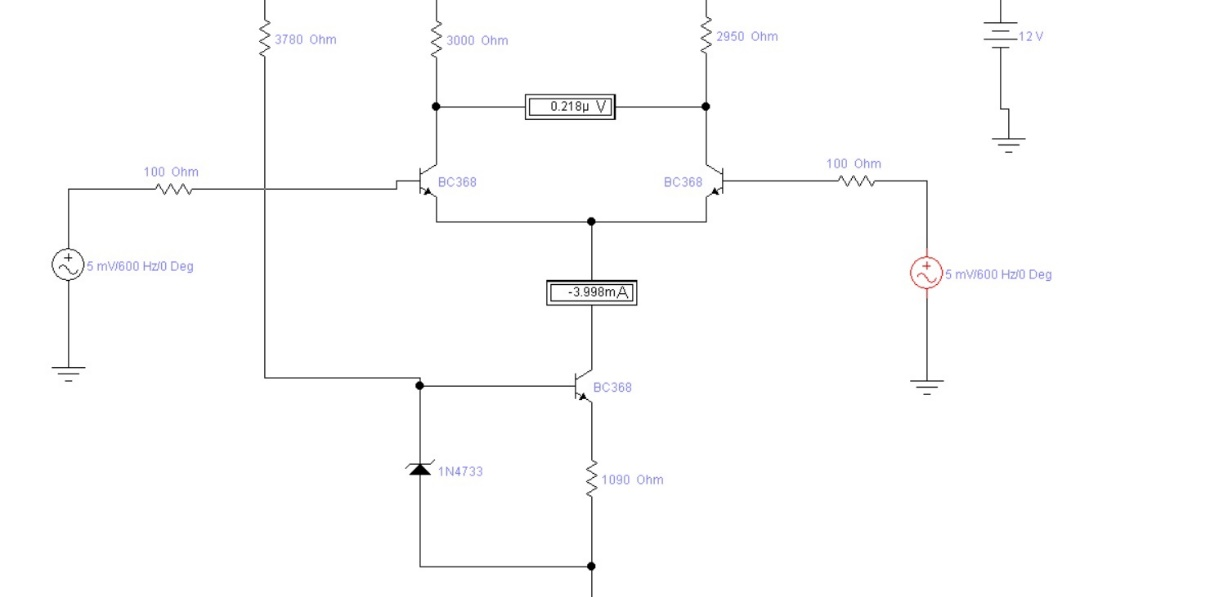 3780 Ohm
3000 Ohm
2950 Ohm
12 V
0.218µ V
100 Ohm
BC368
BC368
100 Ohm
5 mV/600 Hz/0 Deg
5 mV/600 Hz/0 Deg
-3.998mA
BC368
1N4733
1090 Ohm